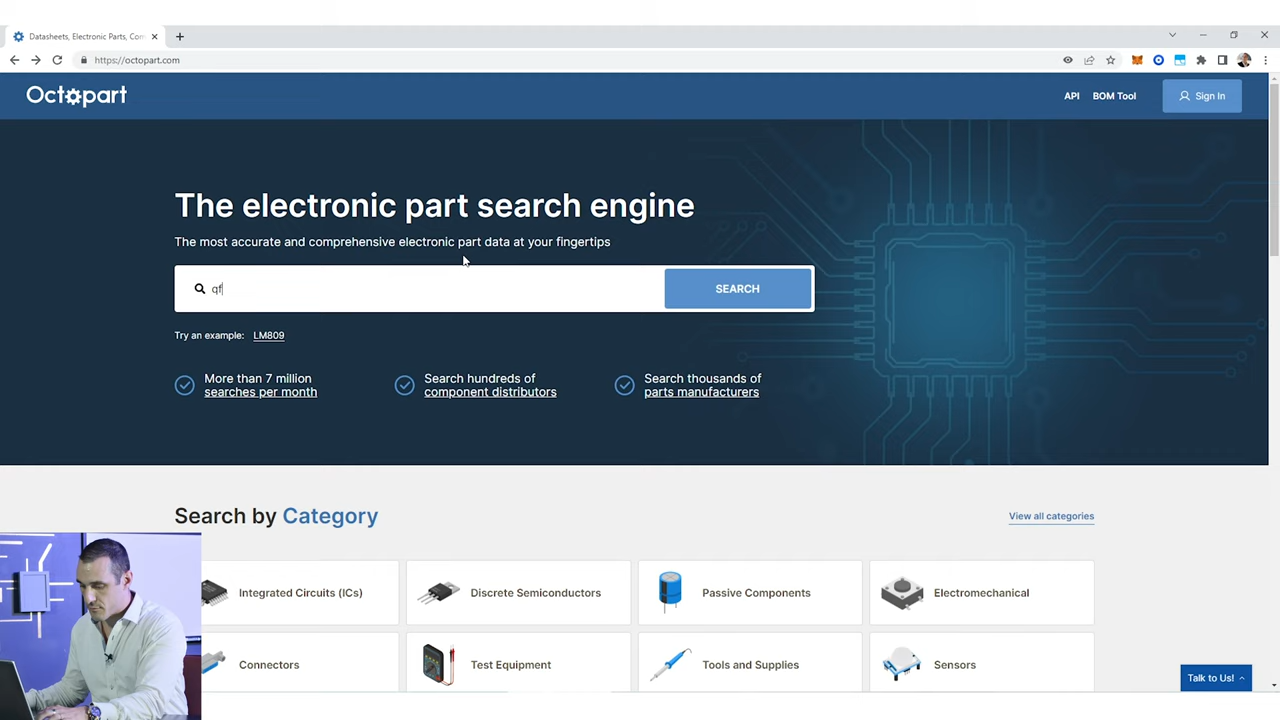 Datasheets, Electronic Parts, Com
https://octopart.com
Octopart
API
BOM Tool
Sign In
The electronic part search engine
The most accurate and comprehensive electronic part data at your fingertips
qf
SEARCH
Try an example: LM809
More than 7 million
searches per month
Search hundreds of
component distributors
Search thousands of
parts manufacturers
Search by Category
View all categories
Integrated Circuits (ICs)
Discrete Semiconductors
Passive Components
Electromechanical
Connectors
Test Equipment
Tools and Supplies
Sensors
Talk to Us!